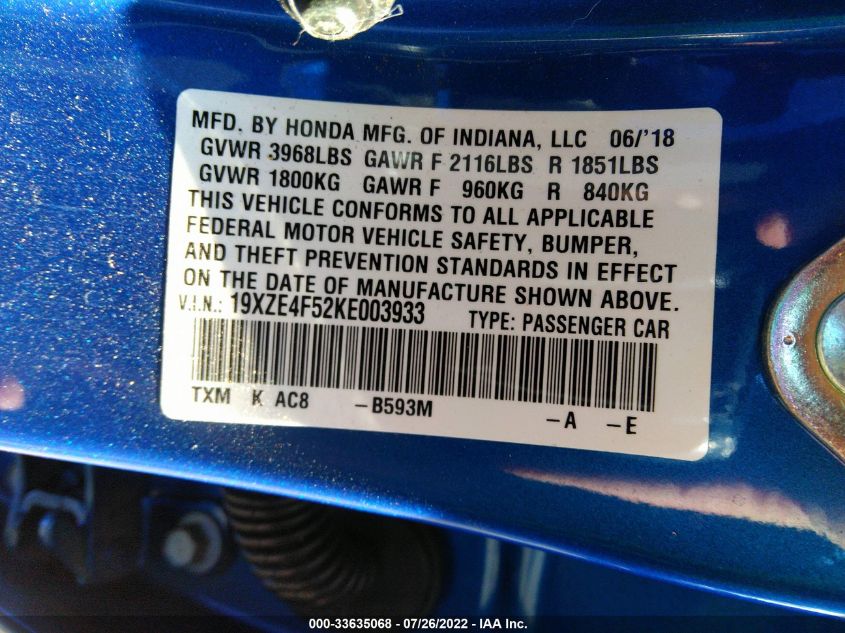 MFD. BY HONDA MFG. OF INDIANA, LLC 06/'18
GVWR 3968LBS GAWR F 2116LBS R 1851LBS
GVWR 1800KG GAWR F 960KG R 840KG
THIS VEHICLE CONFORMS TO ALL APPLICABLE
FEDERAL MOTOR VEHICLE SAFETY, BUMPER,
AND THEFT PREVENTION STANDARDS IN EFFECT
ON THE DATE OF MANUFACTURE SHOWN ABOVE.
V.I.N.: 19XZE4F52KE003933 TYPE: PASSENGER CAR
TXM K AC8 -B593M -A -E
000-33635068 - 07/26/2022 - IAA Inc.